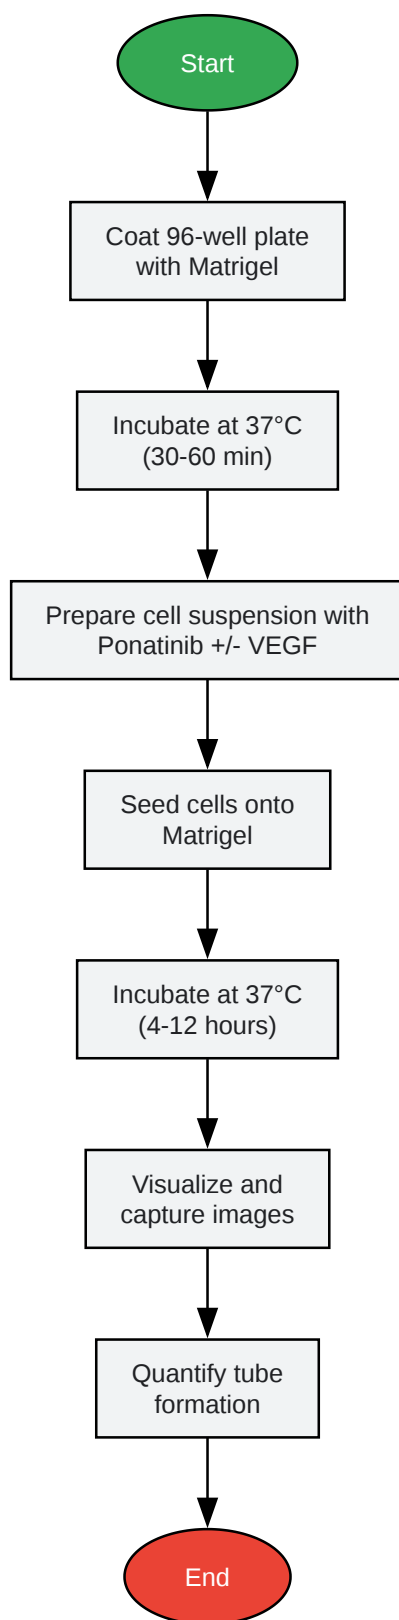 Start
Coat 96-well plate
with Matrigel
Incubate at 37°C
(30-60 min)
Prepare cell suspension with
Ponatinib +/- VEGF
Seed cells onto
Matrigel
Incubate at 37°C
(4-12 hours)
Visualize and
capture images
Quantify tube
formation
End